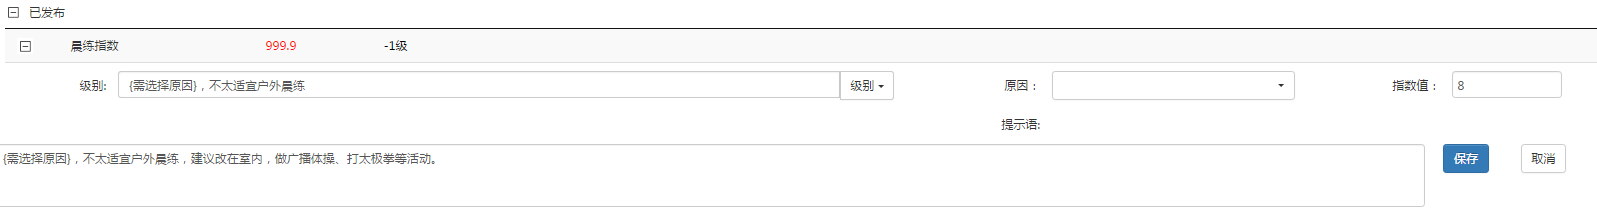 已发布
晨练指数 999.9 -1级
级别: {需选择原因}，不太适宜户外晨练 级别 原因： 指数值： 8
提示语:
{需选择原因}，不太适宜户外晨练，建议改在室内，做广播体操、打太极拳等活动。 保存 取消